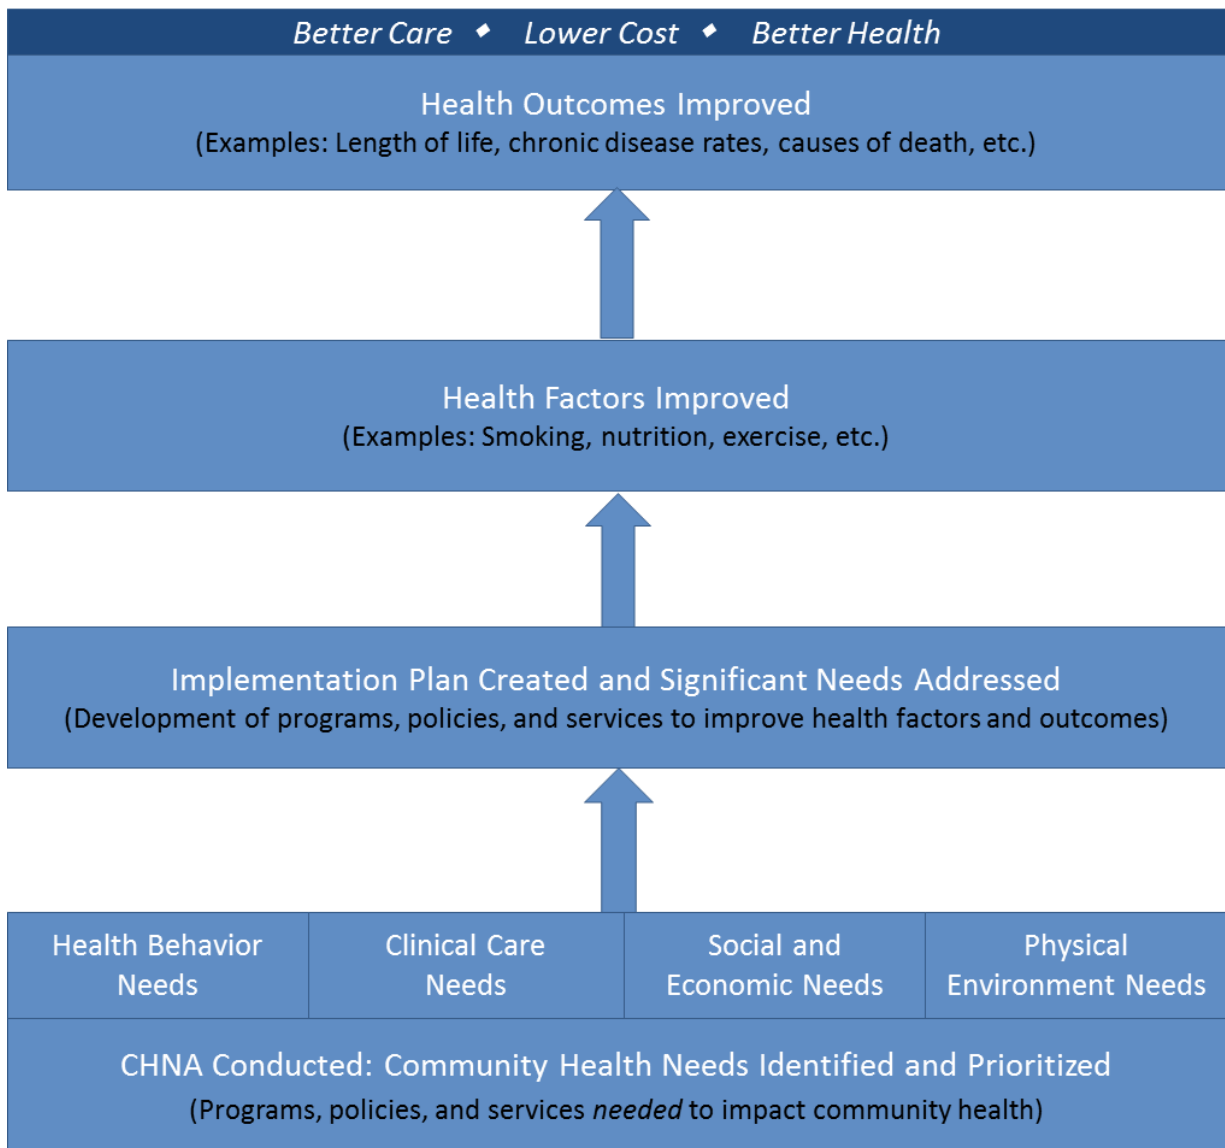 Better Care ◆ Lower Cost ◆ Better Health
Health Outcomes Improved
(Examples: Length of life, chronic disease rates, causes of death, etc.)
Health Factors Improved
(Examples: Smoking, nutrition, exercise, etc.)
Implementation Plan Created and Significant Needs Addressed
(Development of programs, policies, and services to improve health factors and outcomes)
Health Behavior
Needs
Clinical Care
Needs
Social and
Economic Needs
Physical
Environment Needs
CHNA Conducted: Community Health Needs Identified and Prioritized
(Programs, policies, and services needed to impact community health)